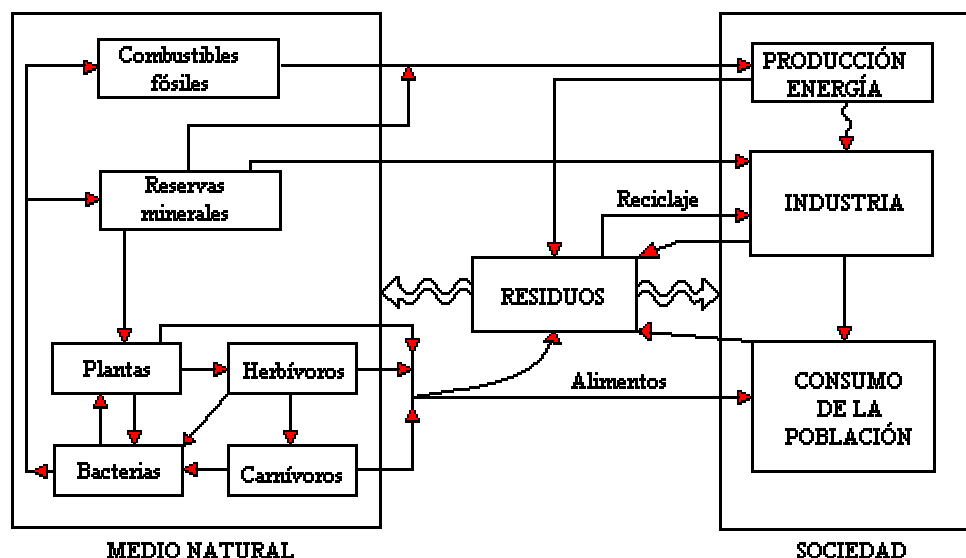 Combustibles
fósiles
PRODUCCIÓN
ENERGÍA
Reservas
minerales
Reciclaje
INDUSTRIA
RESIDUOS
Plantas
Herbívoros
Alimentos
CONSUMO
DE LA
POBLACIÓN
Bacterias
Carnívoros
MEDIO NATURAL
SOCIEDAD